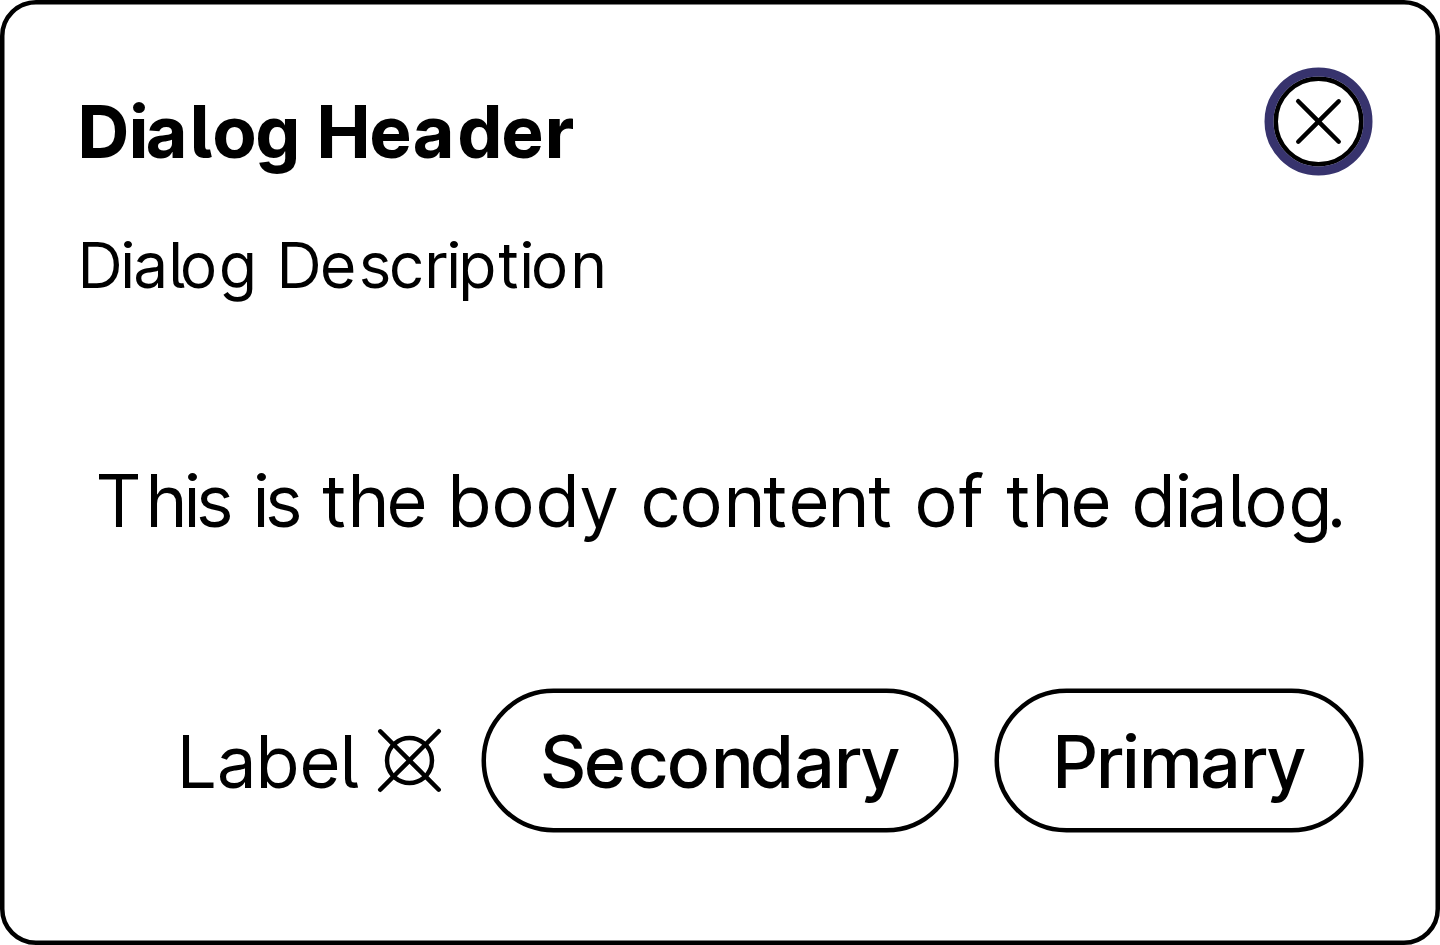 Dialog Header
Dialog Description
This is the body content of the dialog.
Label Secondary Primary